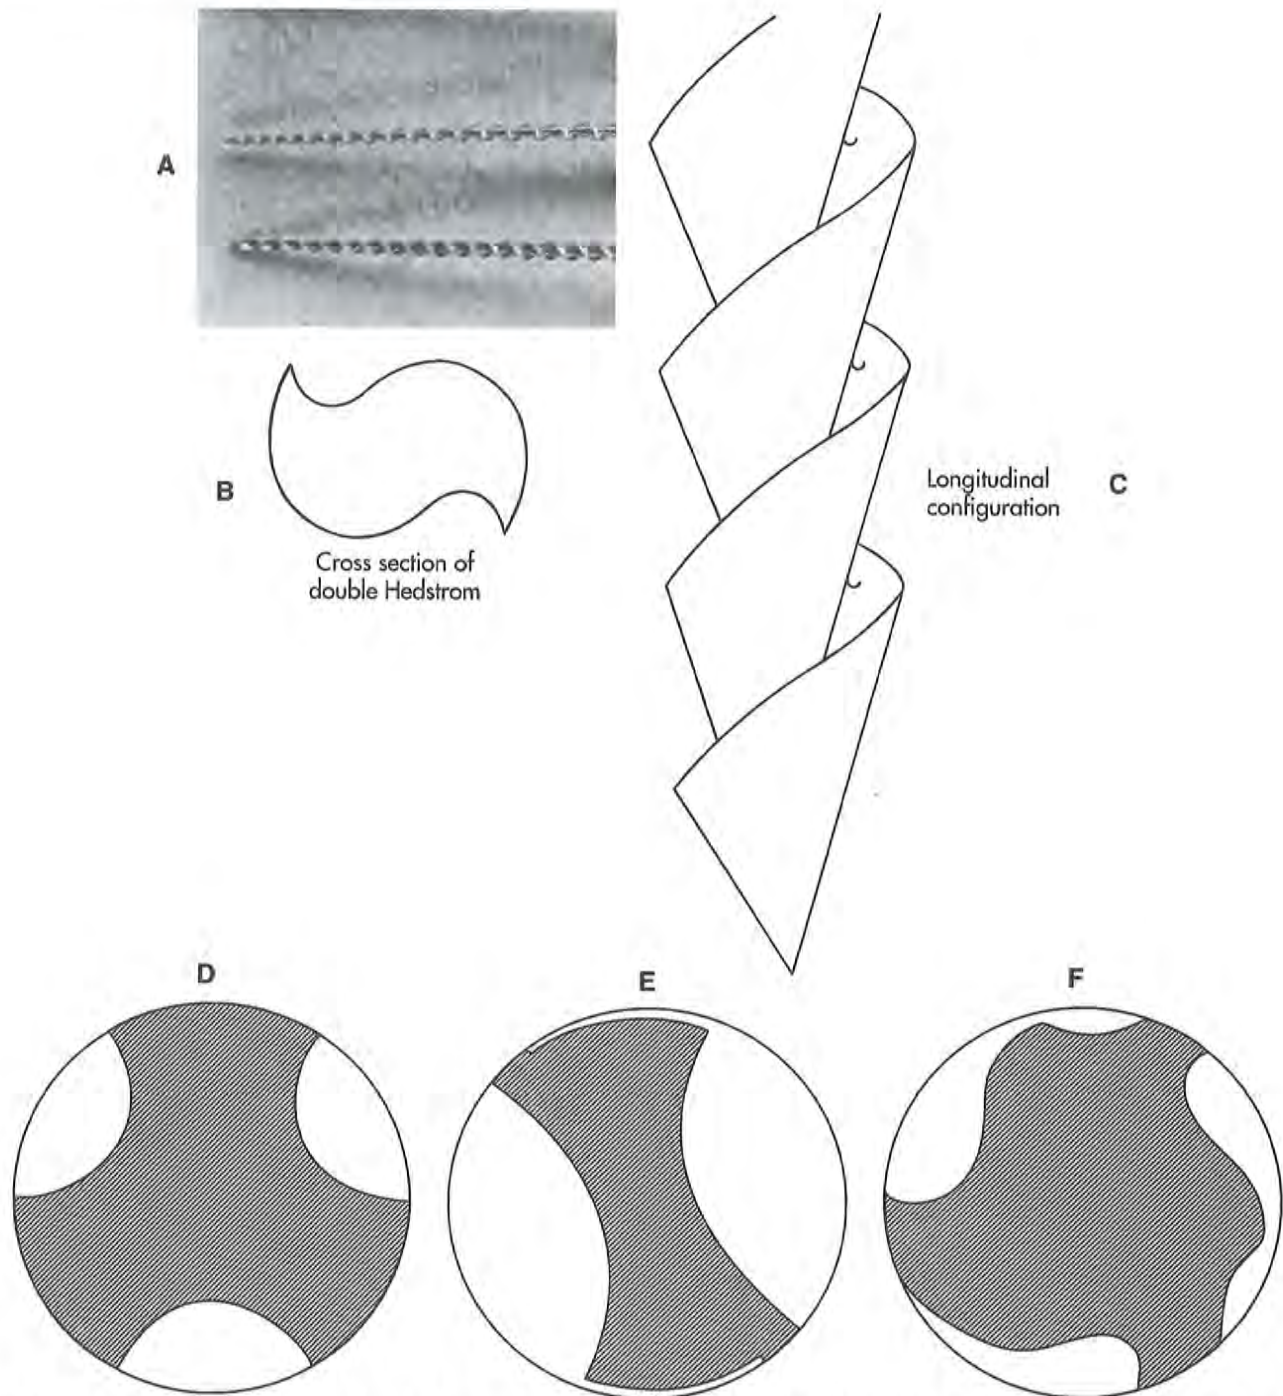 A
B
Cross section of
double Hedstrom
Longitudinal
configuration
C
D
E
F